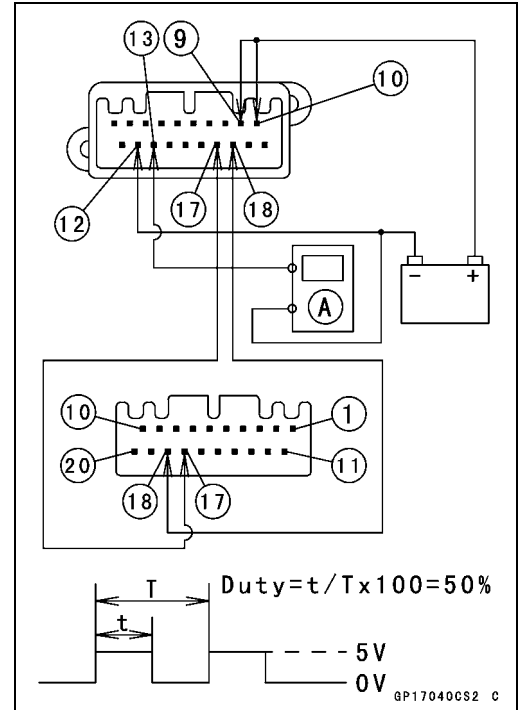 13 9
10
12 17 18
- +
A
10 1
20 11
18 17
T Duty=t/Tx100=50%
t
5V
0V
GP17040CS2 C